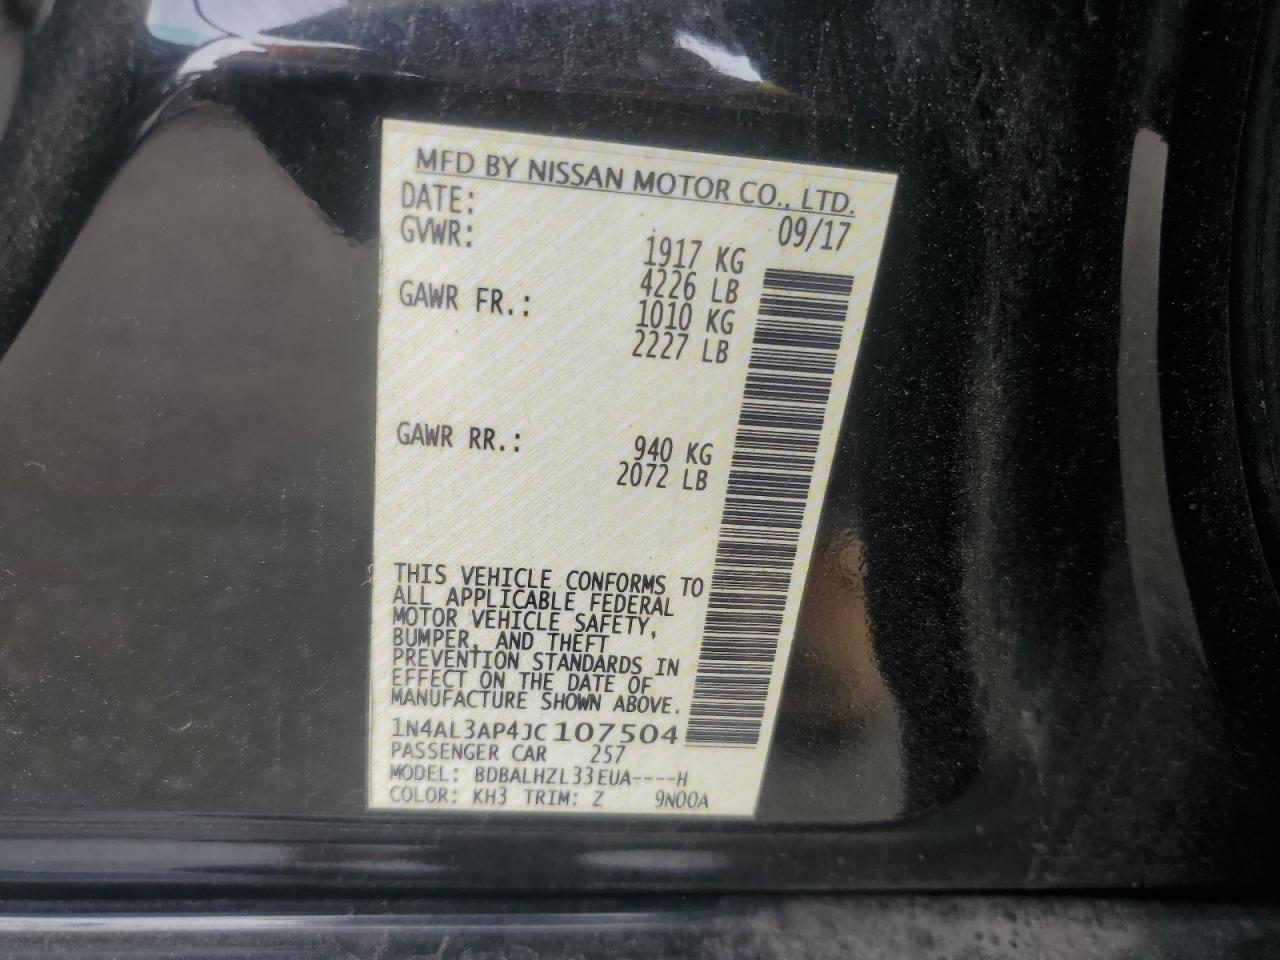 MFD BY NISSAN MOTOR CO., LTD.
DATE: 09/17
GVWR: 1917 KG
4226 LB
GAWR FR.: 1010 KG
2227 LB
GAWR RR.: 940 KG
2072 LB
THIS VEHICLE CONFORMS TO
ALL APPLICABLE FEDERAL
MOTOR VEHICLE SAFETY,
BUMPER, AND THEFT
PREVENTION STANDARDS IN
EFFECT ON THE DATE OF
MANUFACTURE SHOWN ABOVE.
1N4AL3AP4JC107504
PASSENGER CAR 257
MODEL: BDBALHZL33EUA----H
COLOR: KH3 TRIM: Z 9N00A